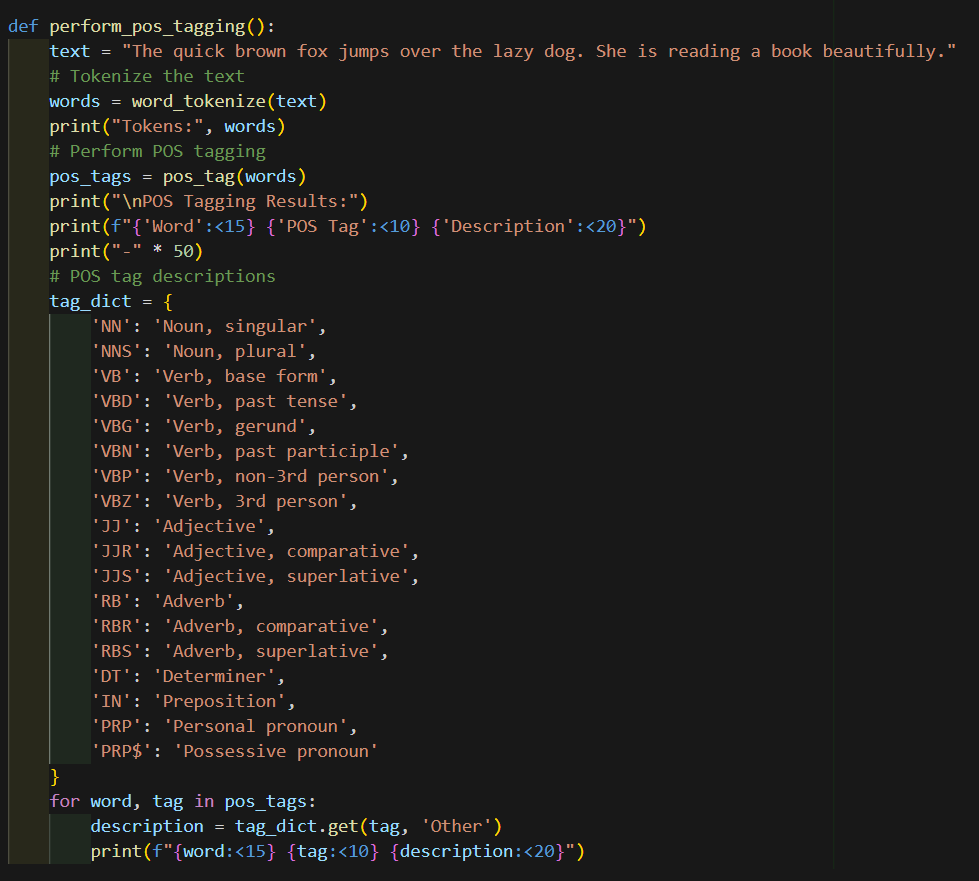 def perform_pos_tagging():
    text = "The quick brown fox jumps over the lazy dog. She is reading a book beautifully."
    # Tokenize the text
    words = word_tokenize(text)
    print("Tokens:", words)
    # Perform POS tagging
    pos_tags = pos_tag(words)
    print("\nPOS Tagging Results:")
    print(f"{'Word':<15} {'POS Tag':<10} {'Description':<20}")
    print("-" * 50)
    # POS tag descriptions
    tag_dict = {
        'NN': 'Noun, singular',
        'NNS': 'Noun, plural',
        'VB': 'Verb, base form',
        'VBD': 'Verb, past tense',
        'VBG': 'Verb, gerund',
        'VBN': 'Verb, past participle',
        'VBP': 'Verb, non-3rd person',
        'VBZ': 'Verb, 3rd person',
        'JJ': 'Adjective',
        'JJR': 'Adjective, comparative',
        'JJS': 'Adjective, superlative',
        'RB': 'Adverb',
        'RBR': 'Adverb, comparative',
        'RBS': 'Adverb, superlative',
        'DT': 'Determiner',
        'IN': 'Preposition',
        'PRP': 'Personal pronoun',
        'PRP$': 'Possessive pronoun'
    }
    for word, tag in pos_tags:
        description = tag_dict.get(tag, 'Other')
        print(f"{word:<15} {tag:<10} {description:<20}")